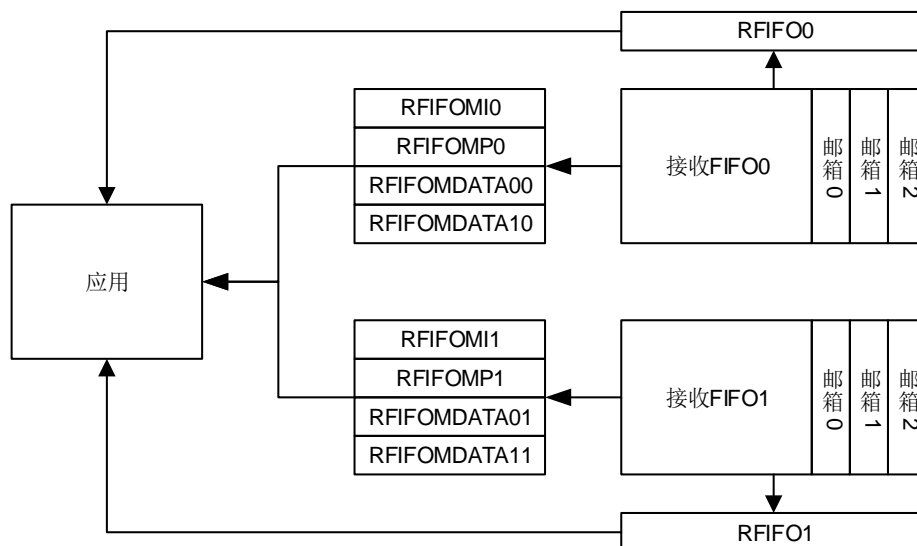 RFIFO0
RFIFOMI0
RFIFOMP0
RFIFOMDATA00
RFIFOMDATA10
接收FIFO0
邮箱0
邮箱1
邮箱2
应用
RFIFOMI1
RFIFOMP1
RFIFOMDATA01
RFIFOMDATA11
接收FIFO1
邮箱0
邮箱1
邮箱2
RFIFO1